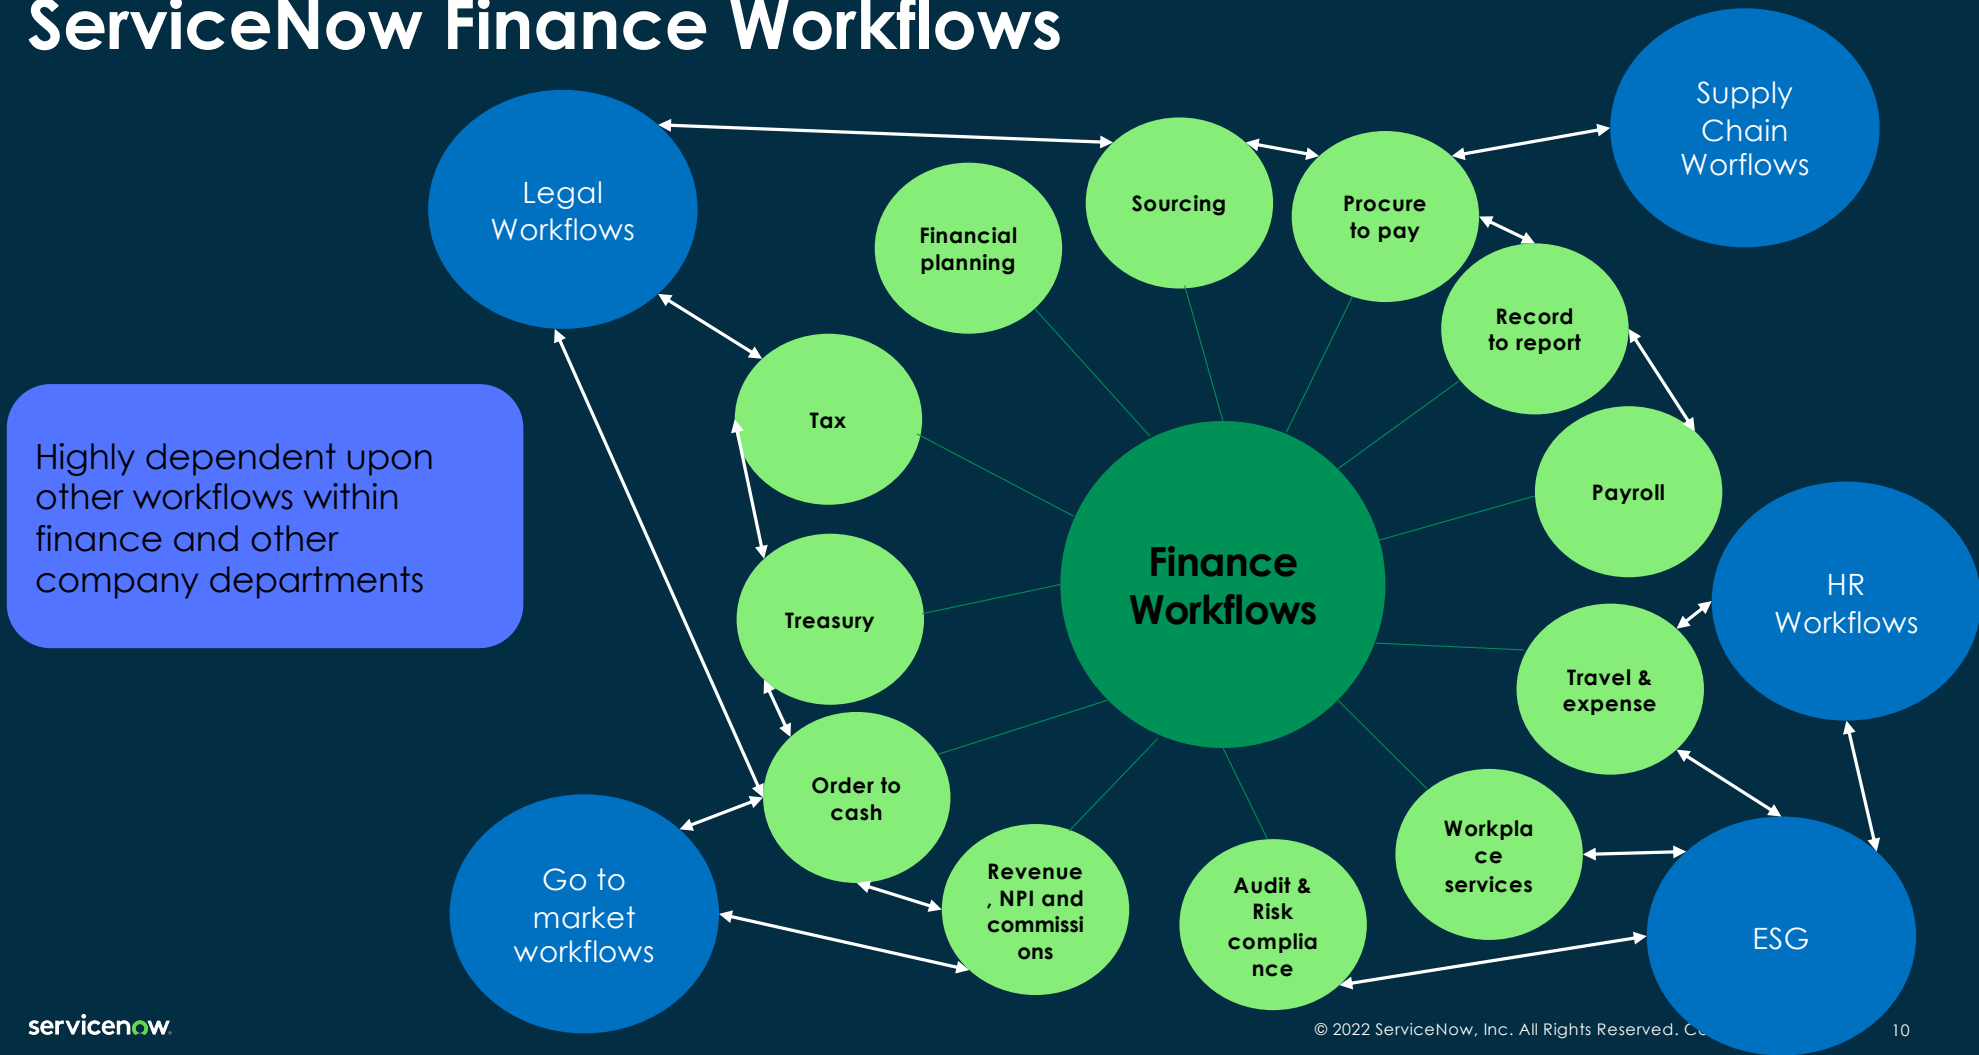 ServiceNow Finance Workflows
Supply
Chain
Worflows
Legal
Workflows
Sourcing
Procure
to pay
Financial
planning
Record
to report
Tax
Payroll
Highly dependent upon
other workflows within
finance and other
company departments
Finance
Workflows
HR
Workflows
Treasury
Travel &
expense
Order to
cash
Workpla
ce
services
Revenue
, NPI and
commissi
ons
Audit &
Risk
complia
nce
Go to
market
workflows
ESG
servicenow
© 2022 ServiceNow, Inc. All Rights Reserved.
10